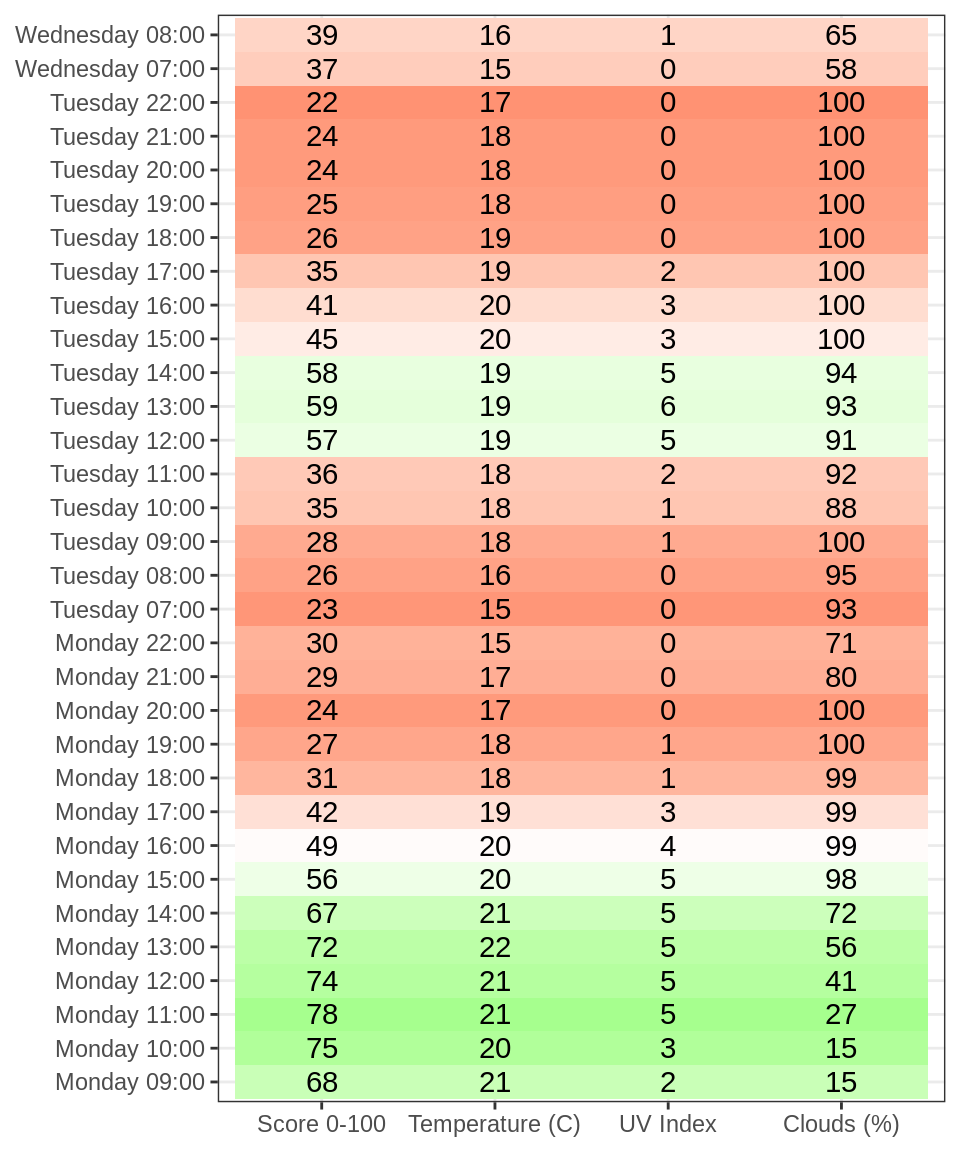 Wednesday 08:00 39 16 1 65
Wednesday 07:00 37 15 0 58
Tuesday 22:00 22 17 0 100
Tuesday 21:00 24 18 0 100
Tuesday 20:00 24 18 0 100
Tuesday 19:00 25 18 0 100
Tuesday 18:00 26 19 0 100
Tuesday 17:00 35 19 2 100
Tuesday 16:00 41 20 3 100
Tuesday 15:00 45 20 3 100
Tuesday 14:00 58 19 5 94
Tuesday 13:00 59 19 6 93
Tuesday 12:00 57 19 5 91
Tuesday 11:00 36 18 2 92
Tuesday 10:00 35 18 1 88
Tuesday 09:00 28 18 1 100
Tuesday 08:00 26 16 0 95
Tuesday 07:00 23 15 0 93
Monday 22:00 30 15 0 71
Monday 21:00 29 17 0 80
Monday 20:00 24 17 0 100
Monday 19:00 27 18 1 100
Monday 18:00 31 18 1 99
Monday 17:00 42 19 3 99
Monday 16:00 49 20 4 99
Monday 15:00 56 20 5 98
Monday 14:00 67 21 5 72
Monday 13:00 72 22 5 56
Monday 12:00 74 21 5 41
Monday 11:00 78 21 5 27
Monday 10:00 75 20 3 15
Monday 09:00 68 21 2 15
Score 0-100 Temperature (C) UV Index Clouds (%)